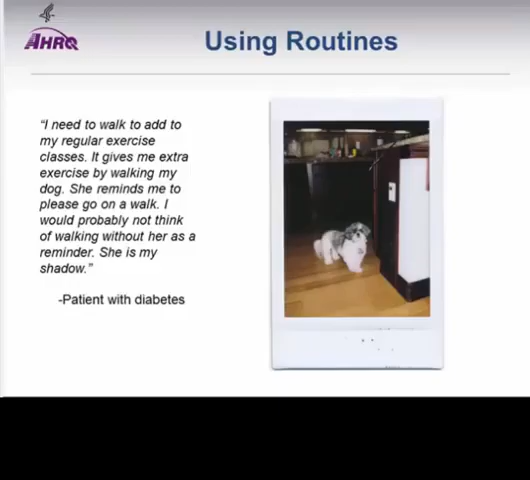 AHRQ
Using Routines
“I need to walk to add to
my regular exercise
classes. It gives me extra
exercise by walking my
dog. She reminds me to
please go on a walk. I
would probably not think
of walking without her as a
reminder. She is my
shadow.”
-Patient with diabetes